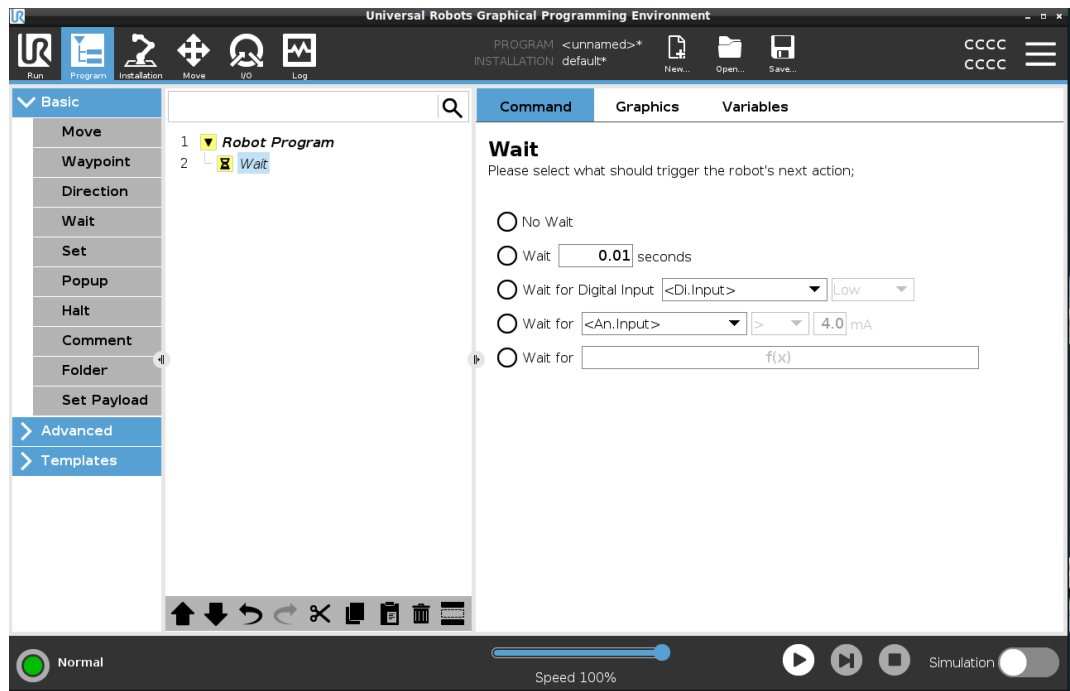 Universal Robots Graphical Programming Environment
UR
Run
Program
Installation
Move
I/O
Log
PROGRAM <unnamed>*
INSTALLATION default*
New...
Open...
Save...
CCCC
CCCC
Basic
Move
Waypoint
Direction
Wait
Set
Popup
Halt
Comment
Folder
Set Payload
Advanced
Templates
1 Robot Program
2 Wait
Command Graphics Variables
Wait
Please select what should trigger the robot's next action;
No Wait
Wait 0.01 seconds
Wait for Digital Input <Di.Input> Low
Wait for <An.Input> > 4.0 mA
Wait for f(x)
Normal
Speed 100%
Simulation